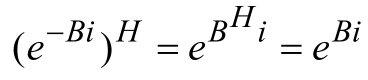 (e^{-Bi})^H = e^{B^H i} = e^{Bi}